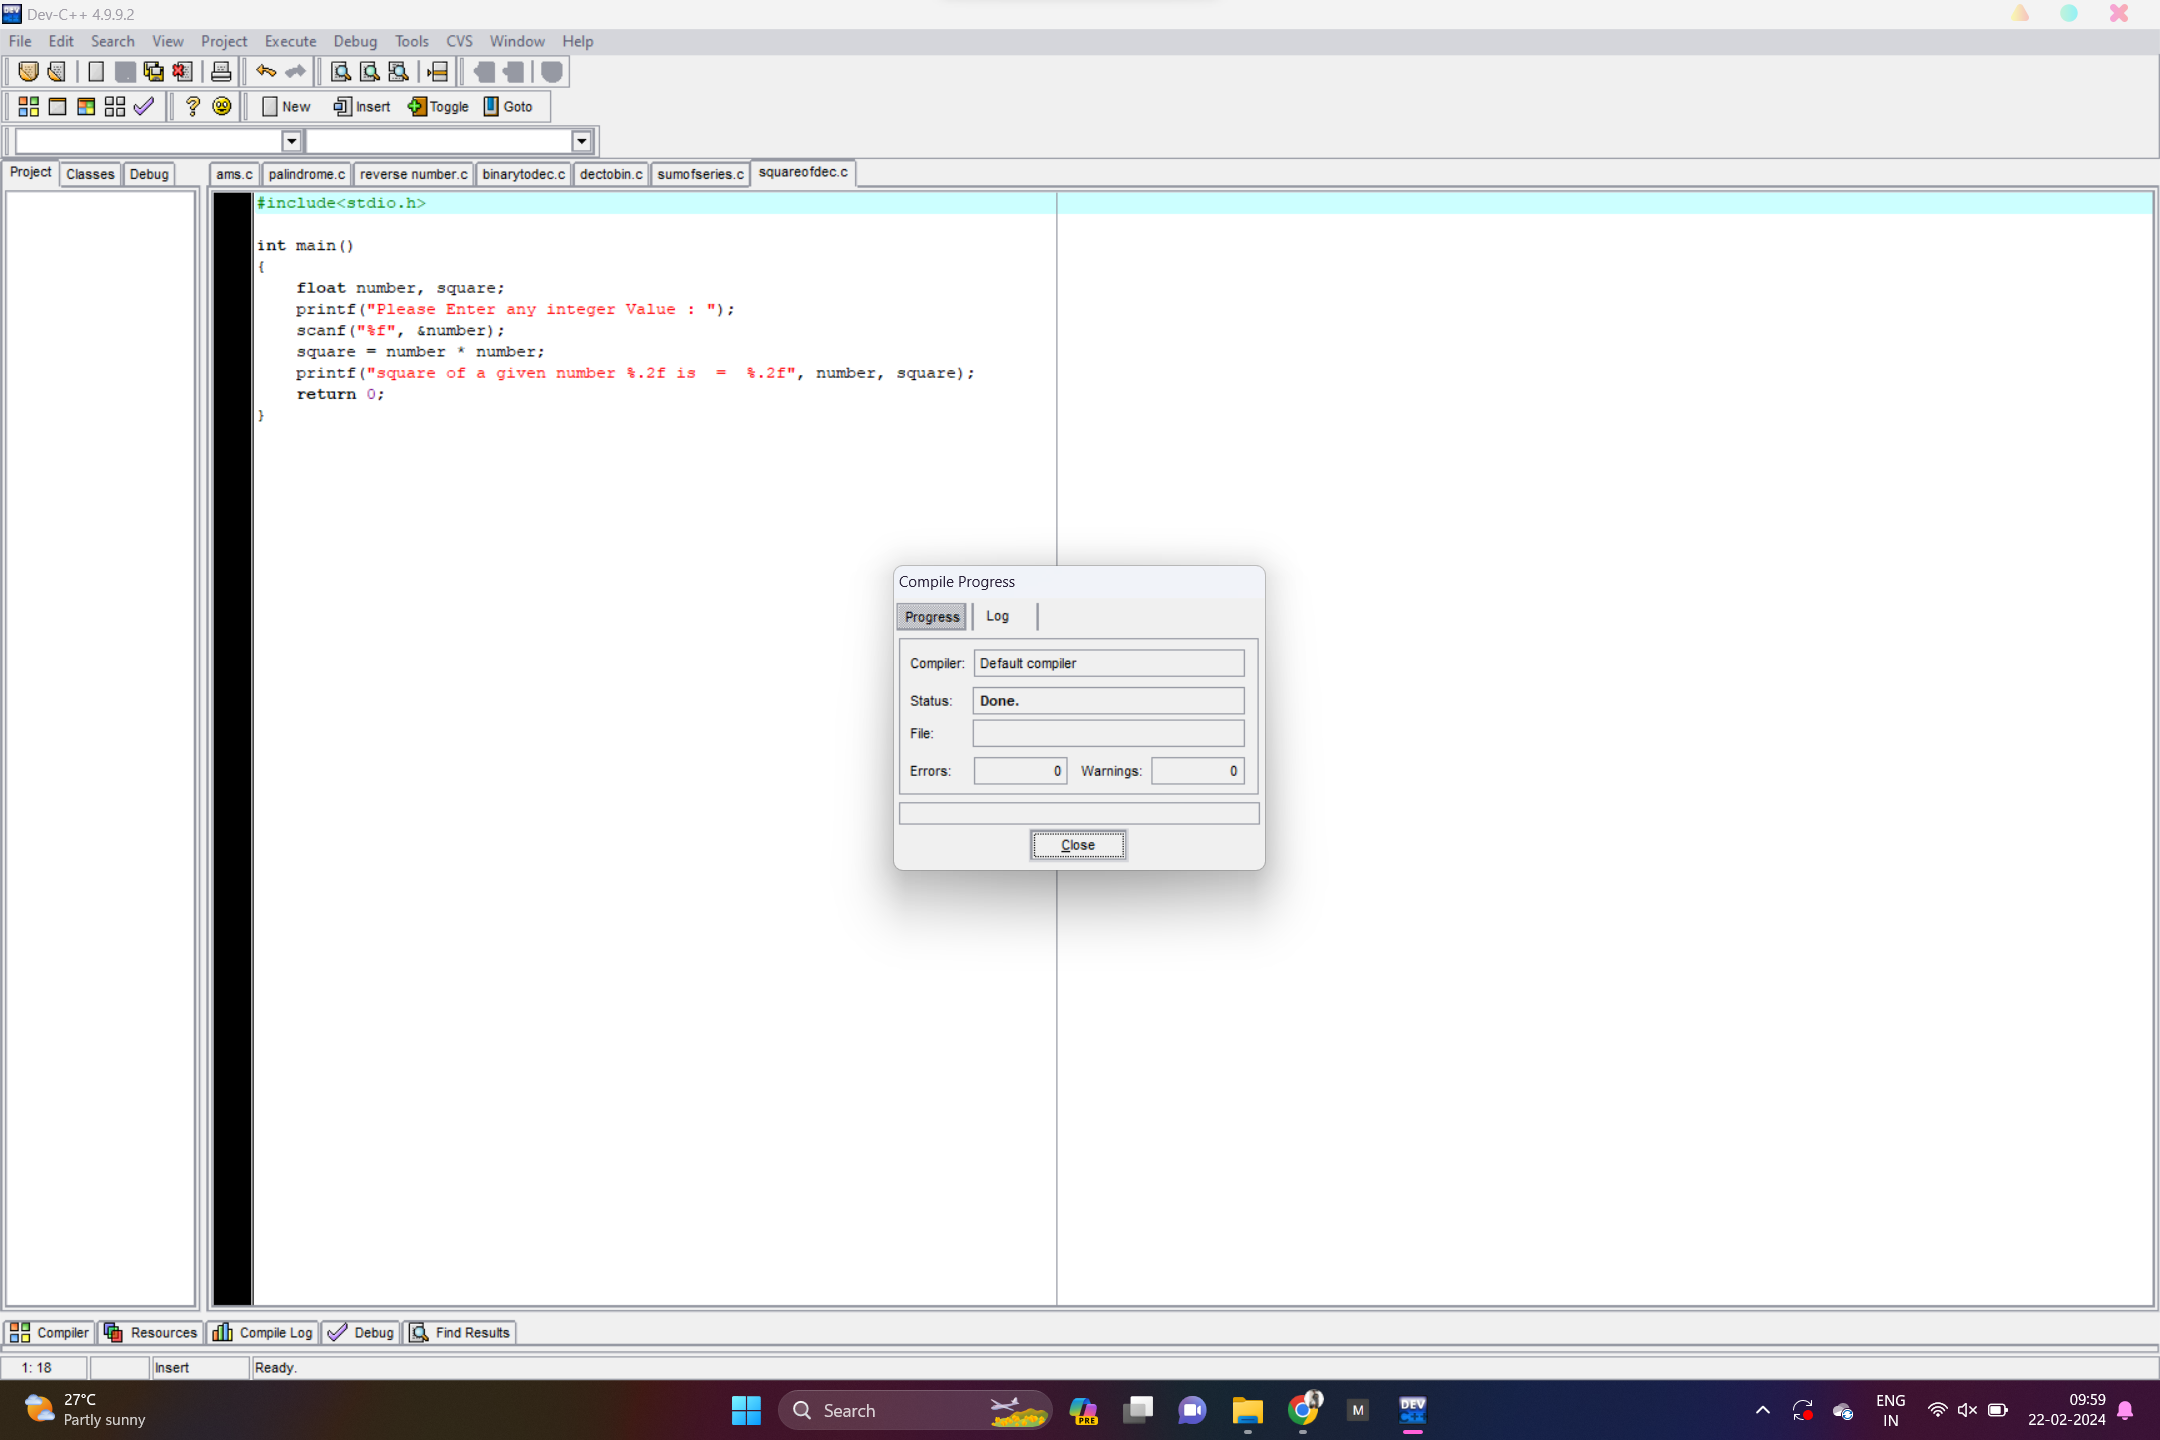 Dev-C++ 4.9.9.2
File Edit Search View Project Execute Debug Tools CVS Window Help
New Insert Toggle Goto
Project Classes Debug
ams.c palindrome.c reverse number.c binarytodec.c dectobin.c sumofseries.c squareofdec.c
#include<stdio.h>
int main()
{
float number, square;
printf("Please Enter any integer Value : ");
scanf("%f", &number);
square = number * number;
printf("square of a given number %.2f is  =  %.2f", number, square);
return 0;
}
Compile Progress
Progress Log
Compiler: Default compiler
Status: Done.
File:
Errors: 0 Warnings: 0
Close
Compiler Resources Compile Log Debug Find Results
1: 18 Insert Ready.
27°C
Partly sunny
Search
PRE
M
DEV
C++
ENG
IN
09:59
22-02-2024